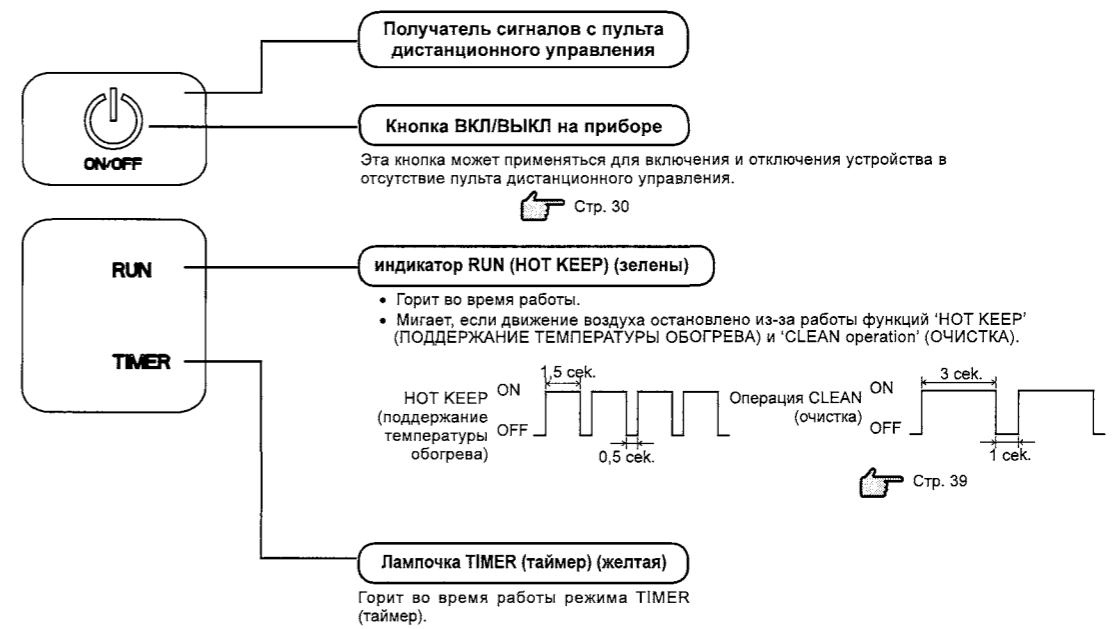 Получатель сигналов с пульта
дистанционного управления
Кнопка ВКЛ/ВЫКЛ на приборе
ON/OFF
Эта кнопка может применяться для включения и отключения устройства в
отсутствие пульта дистанционного управления.
Стр. 30
RUN
индикатор RUN (HOT KEEP) (зелены)
• Горит во время работы.
• Мигает, если движение воздуха остановлено из-за работы функций ‘HOT KEEP’
(ПОДДЕРЖАНИЕ ТЕМПЕРАТУРЫ ОБОГРЕВА) и ‘CLEAN operation’ (ОЧИСТКА).
TIMER
HOT KEEP
(поддержание
температуры
обогрева)
ON
OFF
1,5 сек.
0,5 сек.
Операция CLEAN
(очистка)
ON
OFF
3 сек.
1 сек.
Стр. 39
Лампочка TIMER (таймер) (желтая)
Горит во время работы режима TIMER
(таймер).